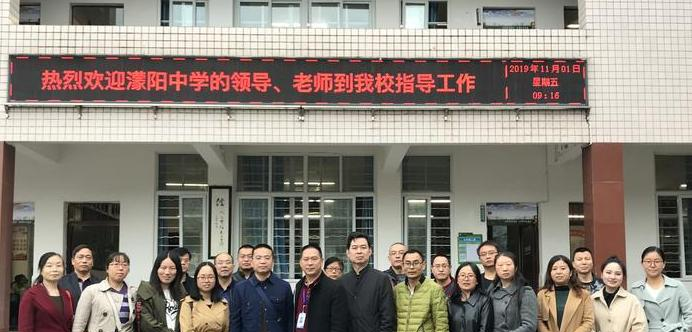 热烈欢迎濛阳中学的领导、老师到我校指导工作
2019年11月01日
星期五
09:16